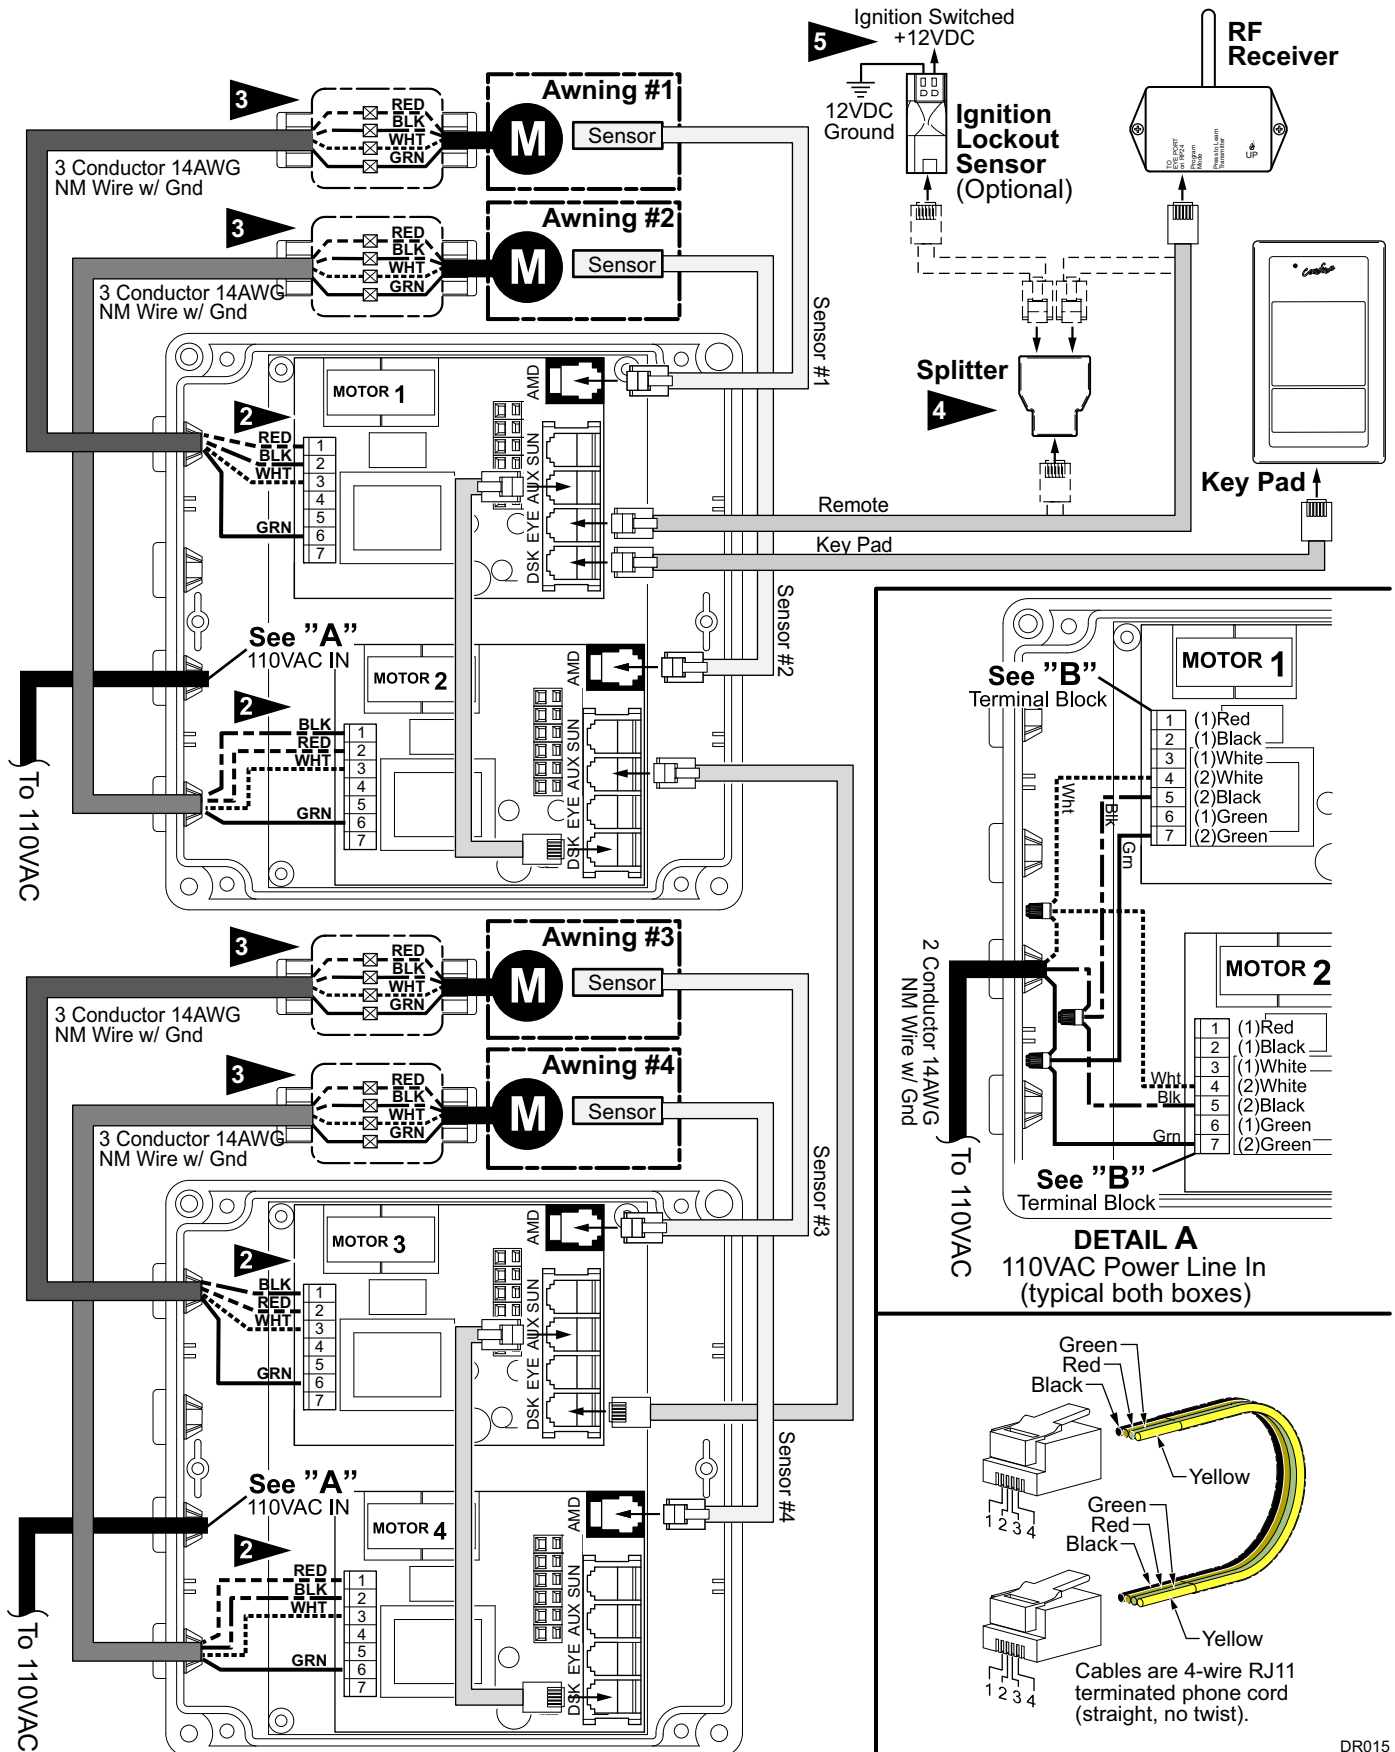 Ignition Switched
+12VDC
5
12VDC
Ground
Ignition
Lockout
Sensor
(Optional)
RF
Receiver
TO
EYE PORT
on RP24
Program
Mode
Press to Learn
Transmitter
UP
3
RED
BLK
WHT
GRN
M
Awning #1
Sensor
3 Conductor 14AWG
NM Wire w/ Gnd
3
RED
BLK
WHT
GRN
M
Awning #2
Sensor
3 Conductor 14AWG
NM Wire w/ Gnd
Sensor #1
Splitter
4
Key Pad
Remote
Key Pad
MOTOR 1
AMD
2
RED
BLK
WHT
GRN
1
2
3
4
5
6
7
DSK EYE AUX SUN
Sensor #2
See "A"
110VAC IN
MOTOR 2
AMD
2
BLK
RED
WHT
GRN
1
2
3
4
5
6
7
DSK EYE AUX SUN
To 110VAC
3
RED
BLK
WHT
GRN
M
Awning #3
Sensor
3 Conductor 14AWG
NM Wire w/ Gnd
3
RED
BLK
WHT
GRN
M
Awning #4
Sensor
3 Conductor 14AWG
NM Wire w/ Gnd
Sensor #3
MOTOR 3
AMD
2
BLK
RED
WHT
GRN
1
2
3
4
5
6
7
DSK EYE AUX SUN
Sensor #4
See "A"
110VAC IN
MOTOR 4
AMD
2
RED
BLK
WHT
GRN
1
2
3
4
5
6
7
DSK EYE AUX SUN
To 110VAC
MOTOR 1
See "B"
Terminal Block
1 (1)Red
2 (1)Black
3 (1)White
4 (2)White
5 (2)Black
6 (1)Green
7 (2)Green
Wht
Blk
Grn
2 Conductor 14AWG
NM Wire w/ Gnd
To 110VAC
MOTOR 2
1 (1)Red
2 (1)Black
3 (1)White
4 (2)White
5 (2)Black
6 (1)Green
7 (2)Green
Wht
Blk
Grn
See "B"
Terminal Block
DETAIL A
110VAC Power Line In
(typical both boxes)
Green
Red
Black
Yellow
1 2 3 4
Green
Red
Black
Yellow
1 2 3 4
Cables are 4-wire RJ11
terminated phone cord
(straight, no twist).
DR015